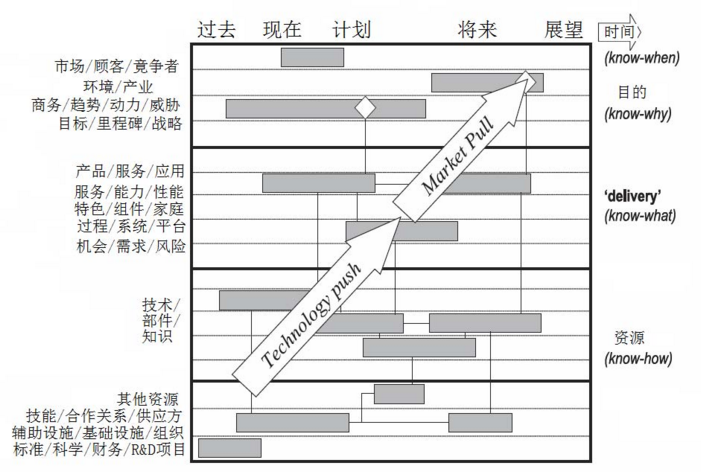 过去 现在 计划 将来 展望 时间
(know-when)
市场/顾客/竟争者
环境/产业
商务/趋势/动力/威胁
目标/里程碑/战略
目的
(know-why)
产品/服务/应用
服务/能力/性能
特色/组件/家庭
过程/系统/平台
机会/需求/风险
'delivery'
(know-what)
Market Pull
Technology push
技术/
部件/
知识
资源
(know-how)
其他资源
技能/合作关系/供应方
辅助设施/基础设施/组织
标准/科学/财务/R&D项目